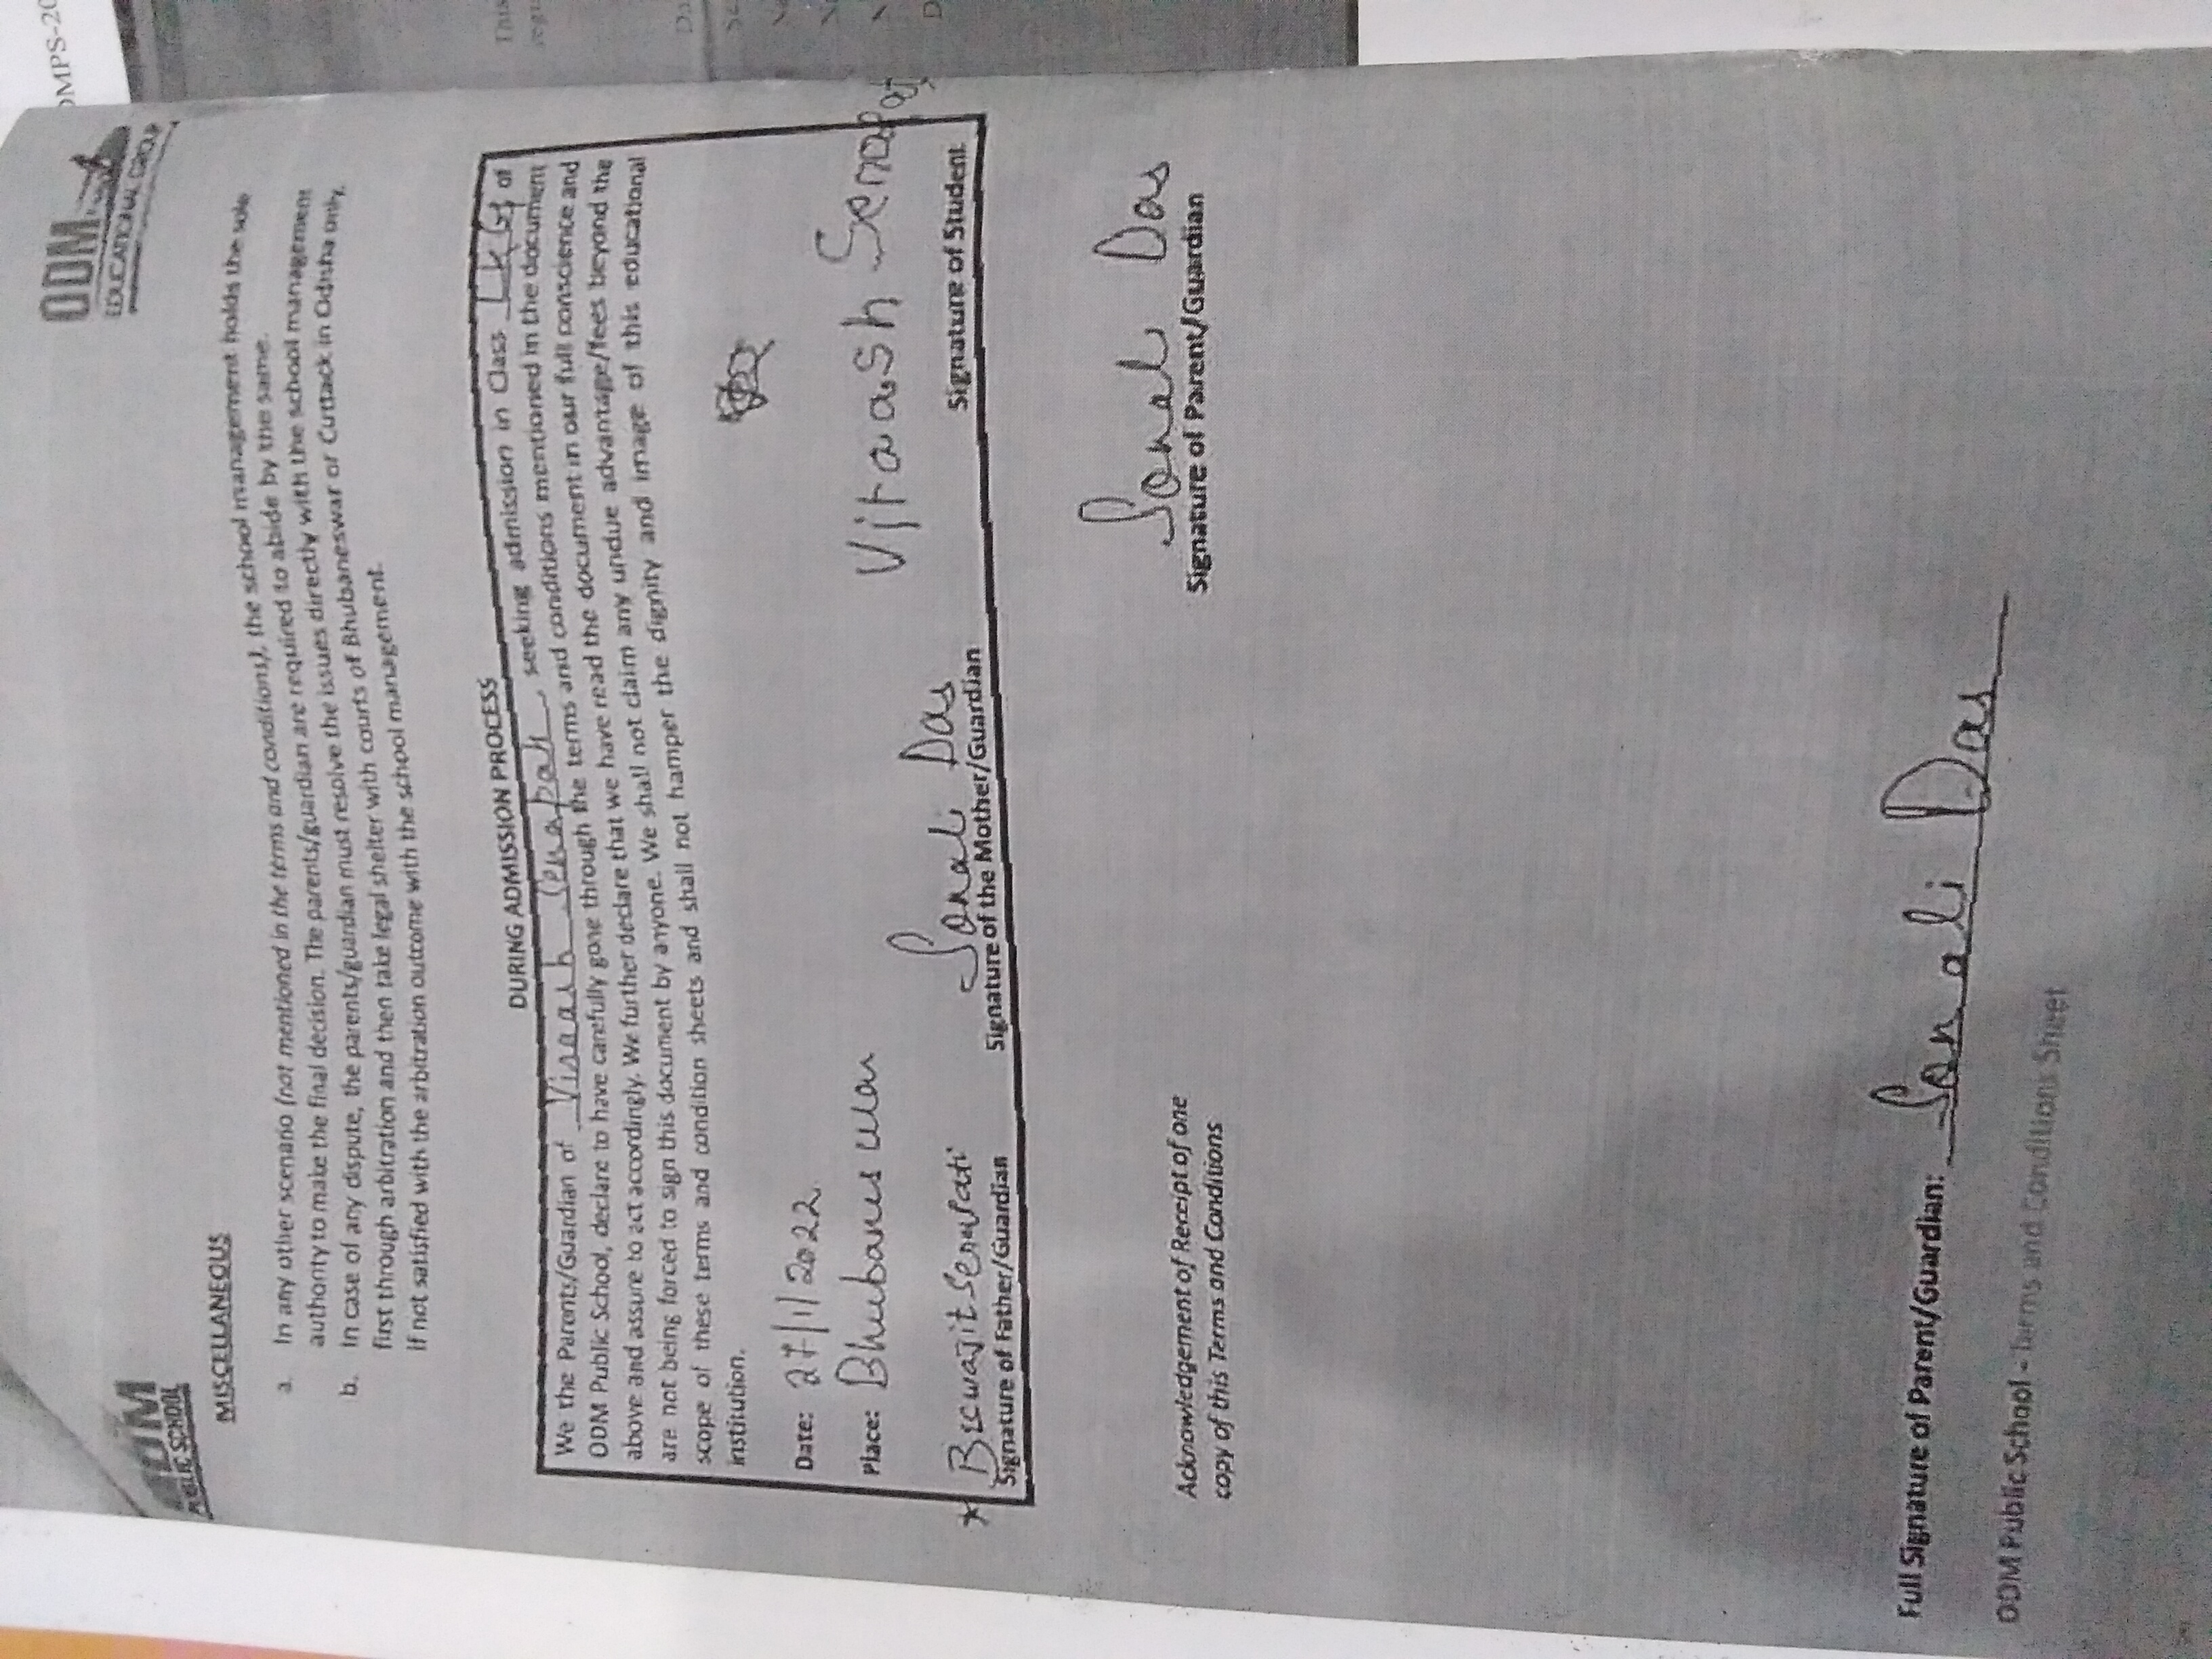 ODM
PUBLIC SCHOOL
ODM
EDUCATIONAL GROUP
MISCELLANEOUS
a. In any other scenario (not mentioned in the terms and conditions), the school management holds the sole
authority to make the final decision. The parents/guardian are required to abide by the same.
b. In case of any dispute, the parents/guardian must resolve the issues directly with the school management
first through arbitration and then take legal shelter with courts of Bhubaneswar or Cuttack in Odisha only,
if not satisfied with the arbitration outcome with the school management.
DURING ADMISSION PROCESS
We the Parents/Guardian of Viraash Senapati seeking admission in Class LKG of
ODM Public School, declare to have carefully gone through the terms and conditions mentioned in the document
above and assure to act accordingly. We further declare that we have read the document in our full conscience and
are not being forced to sign this document by anyone. We shall not claim any undue advantage/fees beyond the
scope of these terms and condition sheets and shall not hamper the dignity and image of this educational
institution.
Date: 27/11/2022
Place: Bhubaneswar
Biswajit Senapati
Sonali Das
Viraash Senapati
Signature of Father/Guardian
Signature of the Mother/Guardian
Signature of Student
Sonali Das
Signature of Parent/Guardian
Acknowledgement of Receipt of one
copy of this Terms and Conditions
Full Signature of Parent/Guardian: Sonali Das
ODM Public School - Terms and Conditions Sheet